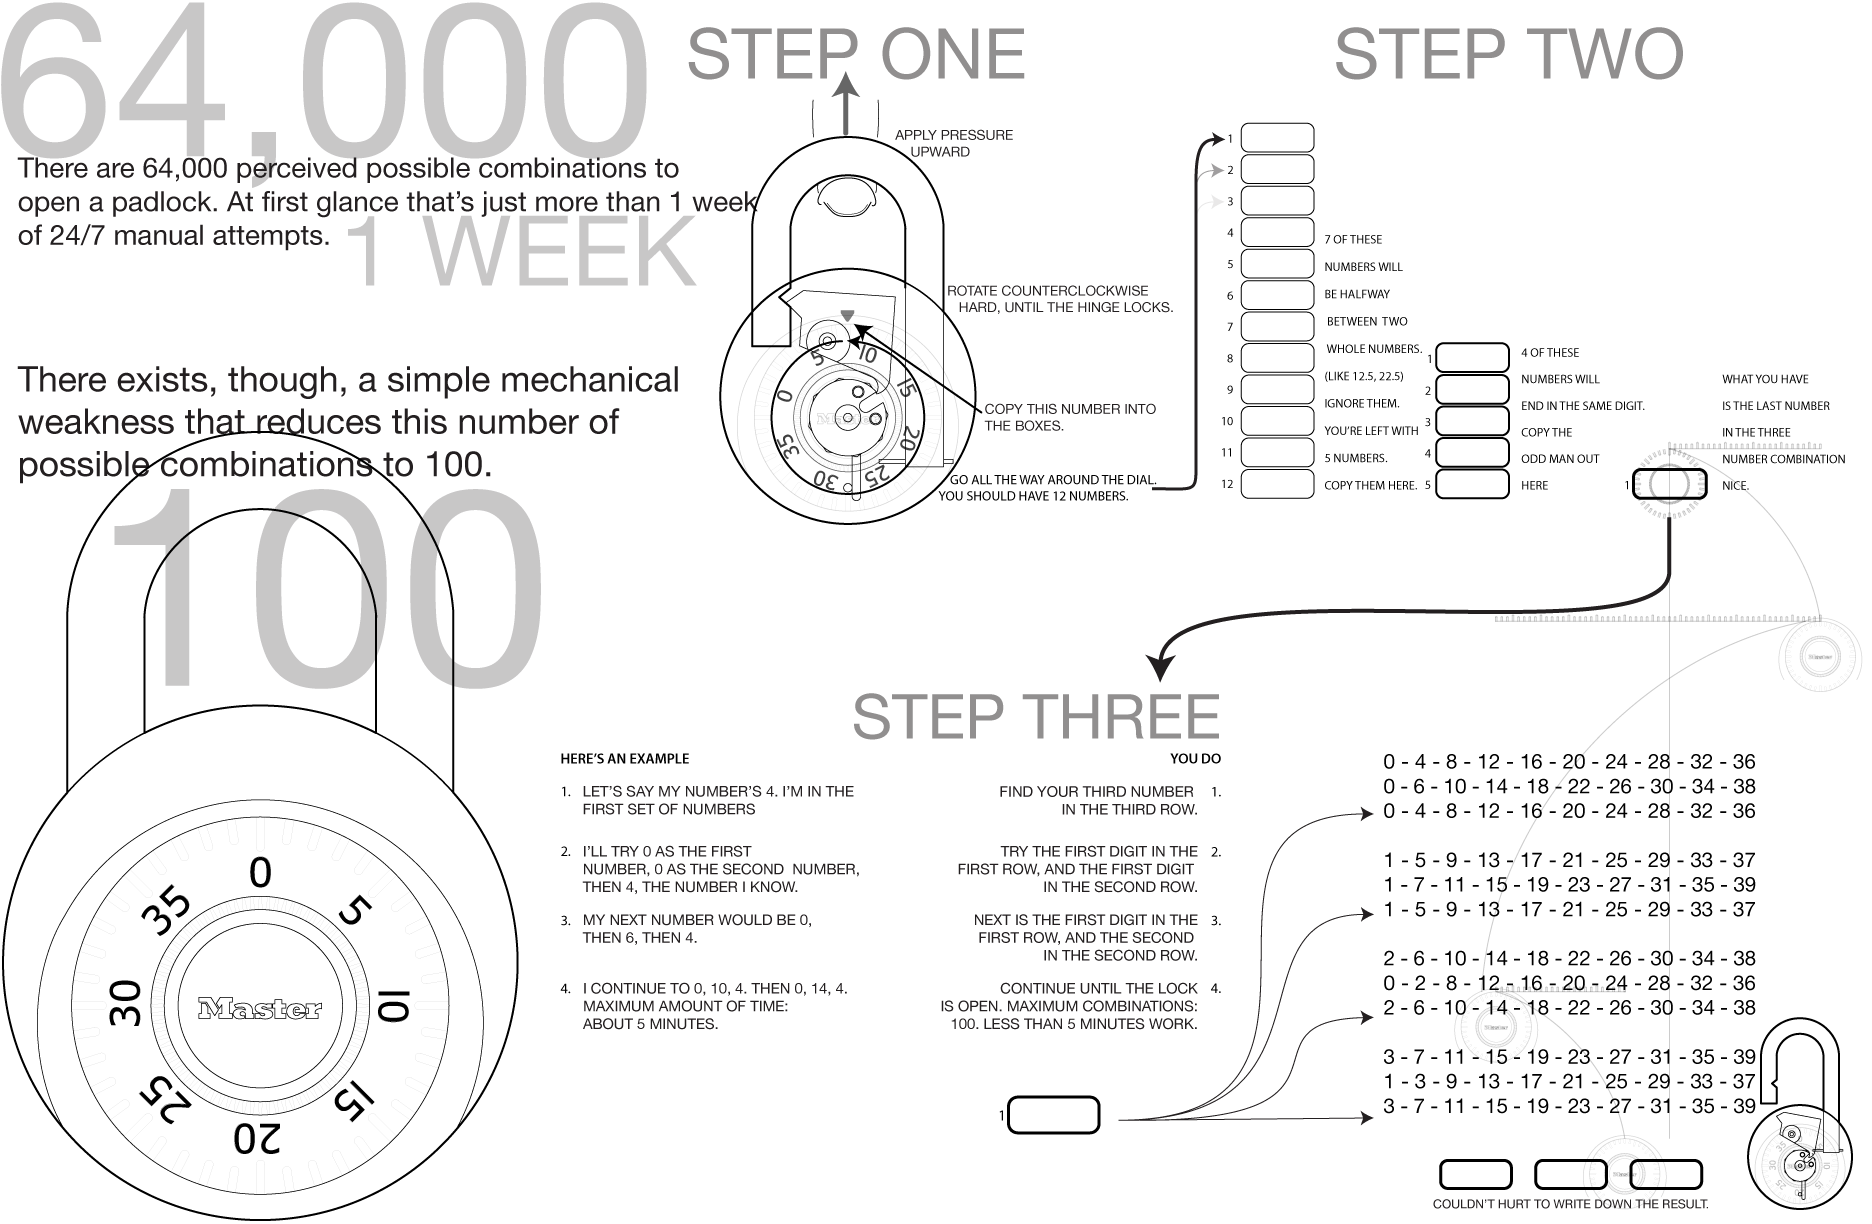 64,000
There are 64,000 perceived possible combinations to
open a padlock. At first glance that's just more than 1 week
of 24/7 manual attempts.
1 WEEK
There exists, though, a simple mechanical
weakness that reduces this number of
possible combinations to 100.
100
0
5
10
15
20
25
30
35
Master
STEP ONE
APPLY PRESSURE
UPWARD
ROTATE COUNTERCLOCKWISE
HARD, UNTIL THE HINGE LOCKS.
0
5
10
15
20
25
30
35
Master
COPY THIS NUMBER INTO
THE BOXES.
GO ALL THE WAY AROUND THE DIAL.
YOU SHOULD HAVE 12 NUMBERS.
STEP TWO
1
2
3
4
5
6
7
8
9
10
11
12
7 OF THESE
NUMBERS WILL
BE HALFWAY
BETWEEN TWO
WHOLE NUMBERS.
(LIKE 12.5, 22.5)
IGNORE THEM.
YOU'RE LEFT WITH
5 NUMBERS.
COPY THEM HERE.
1
2
3
4
5
4 OF THESE
NUMBERS WILL
END IN THE SAME DIGIT.
COPY THE
ODD MAN OUT
HERE
1
WHAT YOU HAVE
IS THE LAST NUMBER
IN THE THREE
NUMBER COMBINATION
NICE.
Master
STEP THREE
HERE'S AN EXAMPLE
1. LET'S SAY MY NUMBER'S 4. I'M IN THE
FIRST SET OF NUMBERS
2. I'LL TRY 0 AS THE FIRST
NUMBER, 0 AS THE SECOND NUMBER,
THEN 4, THE NUMBER I KNOW.
3. MY NEXT NUMBER WOULD BE 0,
THEN 6, THEN 4.
4. I CONTINUE TO 0, 10, 4. THEN 0, 14, 4.
MAXIMUM AMOUNT OF TIME:
ABOUT 5 MINUTES.
YOU DO
FIND YOUR THIRD NUMBER 1.
IN THE THIRD ROW.
TRY THE FIRST DIGIT IN THE 2.
FIRST ROW, AND THE FIRST DIGIT
IN THE SECOND ROW.
NEXT IS THE FIRST DIGIT IN THE 3.
FIRST ROW, AND THE SECOND
IN THE SECOND ROW.
CONTINUE UNTIL THE LOCK 4.
IS OPEN. MAXIMUM COMBINATIONS:
100. LESS THAN 5 MINUTES WORK.
1
0 - 4 - 8 - 12 - 16 - 20 - 24 - 28 - 32 - 36
0 - 6 - 10 - 14 - 18 - 22 - 26 - 30 - 34 - 38
0 - 4 - 8 - 12 - 16 - 20 - 24 - 28 - 32 - 36
1 - 5 - 9 - 13 - 17 - 21 - 25 - 29 - 33 - 37
1 - 7 - 11 - 15 - 19 - 23 - 27 - 31 - 35 - 39
1 - 5 - 9 - 13 - 17 - 21 - 25 - 29 - 33 - 37
2 - 6 - 10 - 14 - 18 - 22 - 26 - 30 - 34 - 38
0 - 2 - 8 - 12 - 16 - 20 - 24 - 28 - 32 - 36
2 - 6 - 10 - 14 - 18 - 22 - 26 - 30 - 34 - 38
Master
3 - 7 - 11 - 15 - 19 - 23 - 27 - 31 - 35 - 39
1 - 3 - 9 - 13 - 17 - 21 - 25 - 29 - 33 - 37
3 - 7 - 11 - 15 - 19 - 23 - 27 - 31 - 35 - 39
COULDN'T HURT TO WRITE DOWN THE RESULT.